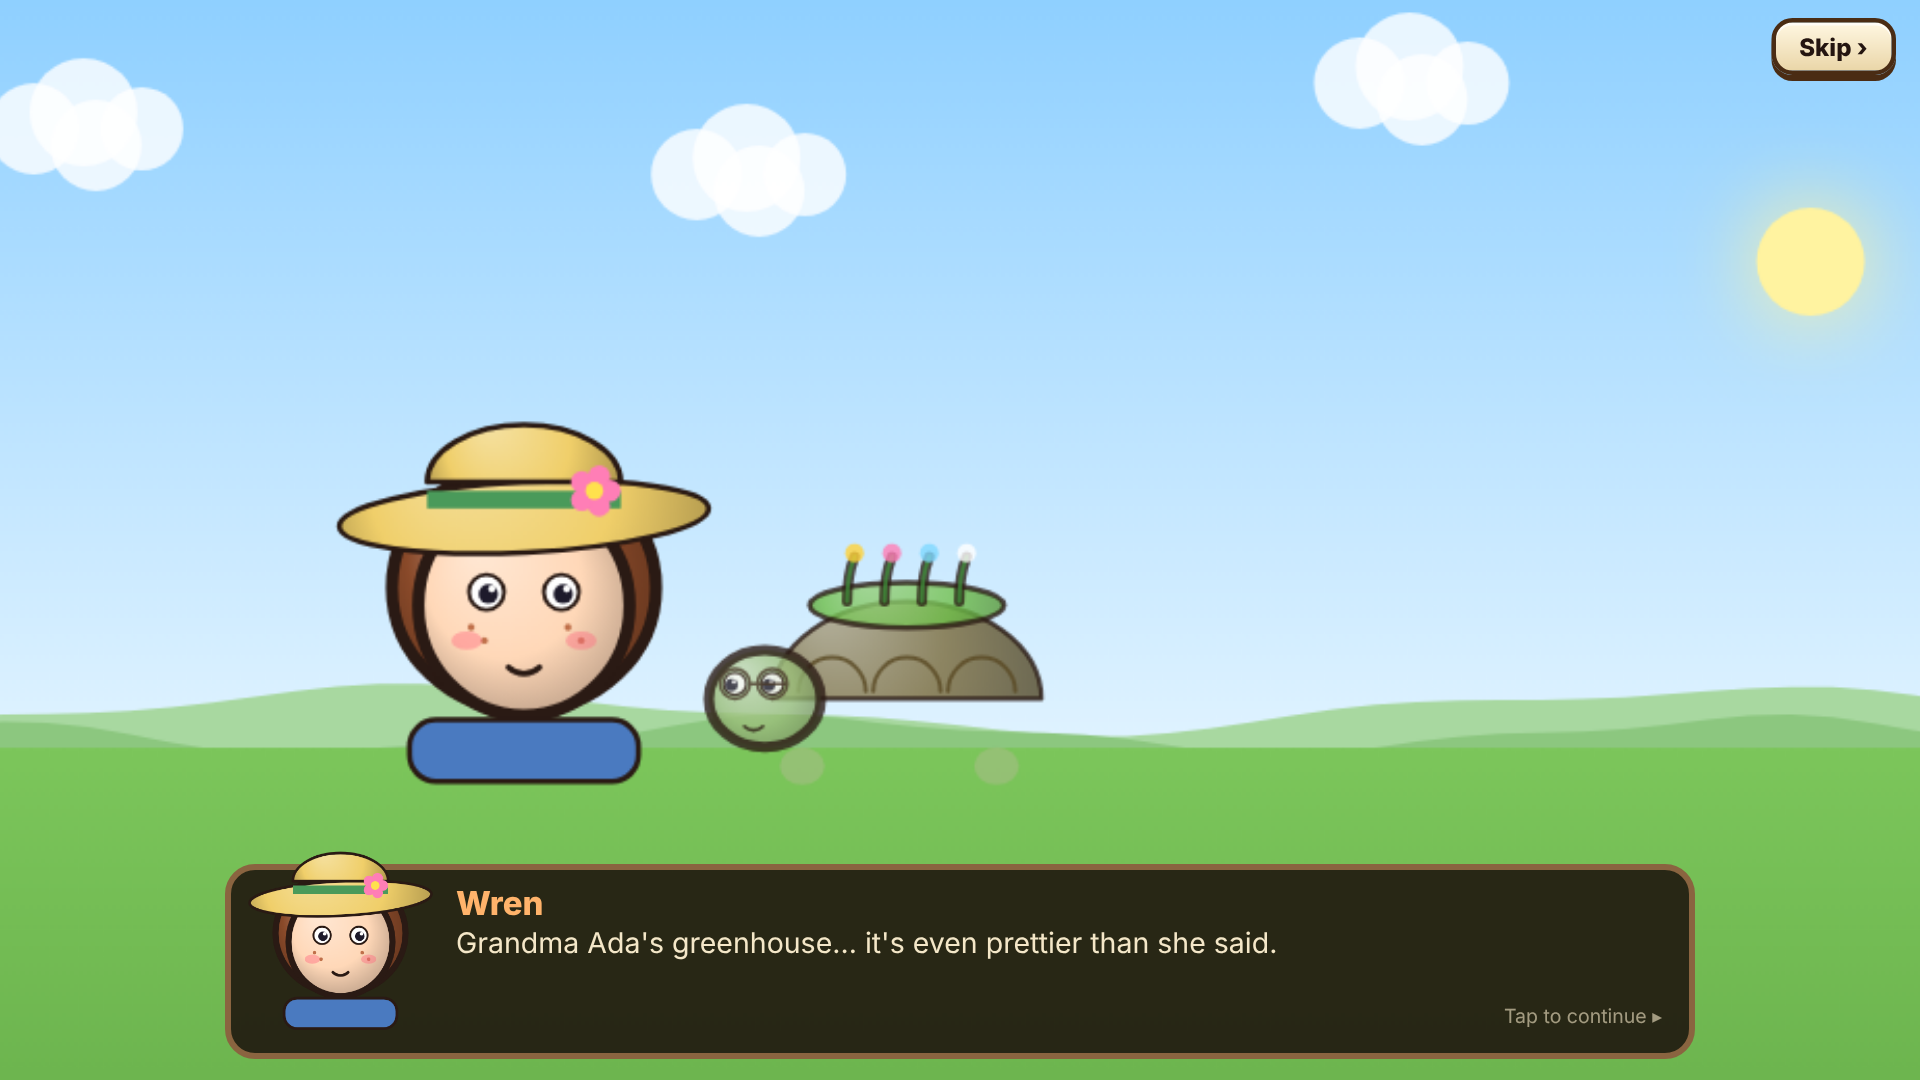 Skip ›
Wren
Grandma Ada's greenhouse... it's even prettier than she said.
Tap to continue ▸